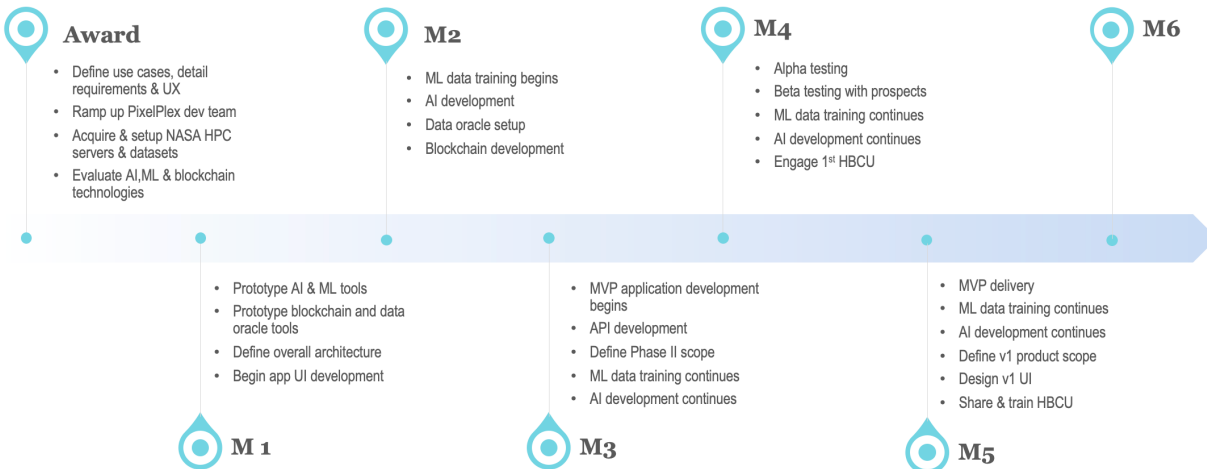 Award
• Define use cases, detail
requirements & UX
• Ramp up PixelPlex dev team
• Acquire & setup NASA HPC
servers & datasets
• Evaluate AI,ML & blockchain
technologies
M 1
• Prototype AI & ML tools
• Prototype blockchain and data
oracle tools
• Define overall architecture
• Begin app UI development
M2
• ML data training begins
• AI development
• Data oracle setup
• Blockchain development
M3
• MVP application development
begins
• API development
• Define Phase II scope
• ML data training continues
• AI development continues
M4
• Alpha testing
• Beta testing with prospects
• ML data training continues
• AI development continues
• Engage 1st HBCU
M5
• MVP delivery
• ML data training continues
• AI development continues
• Define v1 product scope
• Design v1 UI
• Share & train HBCU
M6